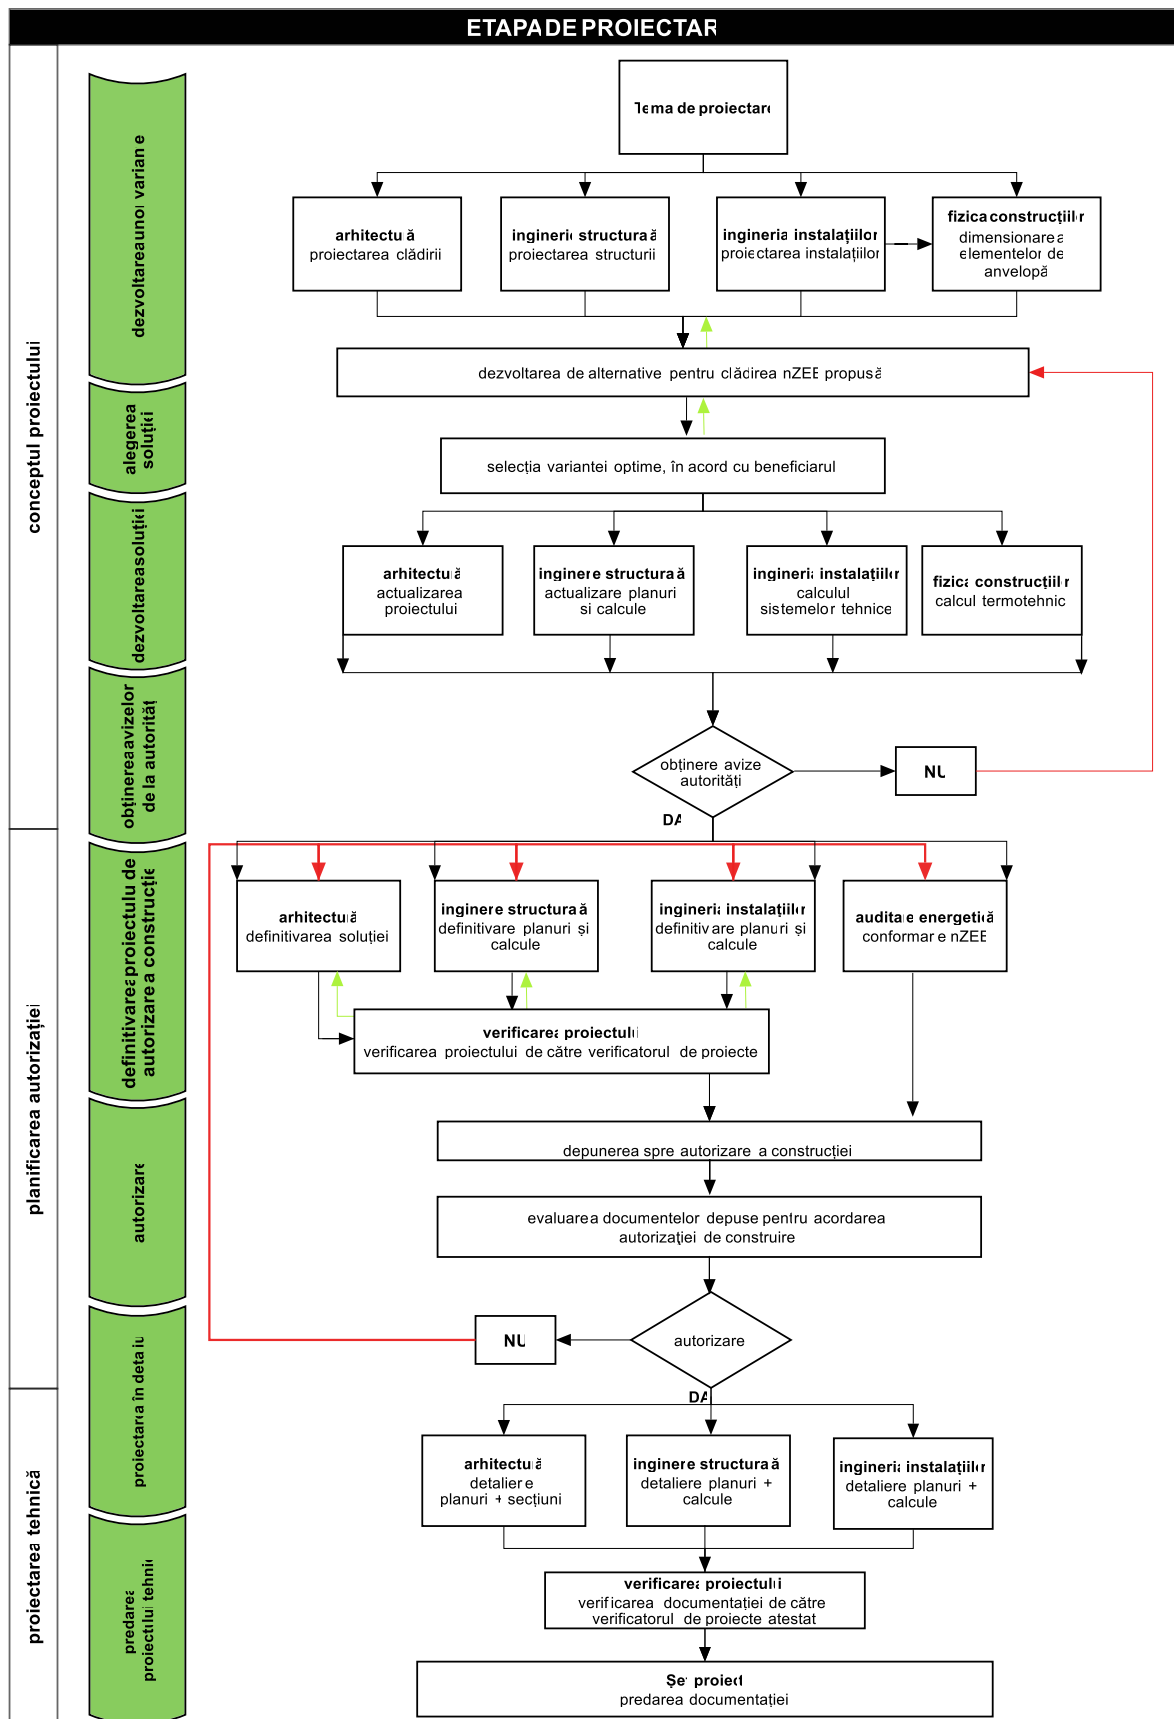 ETAPA DE PROIECTAR
Tema de proiectare
arhitectură
proiectarea clădirii
inginerie structură
proiectarea structurii
ingineria instalațiilor
proiectarea instalațiilor
fizica construcțiilor
dimensionarea
elementelor de
anvelopă
dezvoltarea de alternative pentru clădirea nZEB propusă
selecția variantei optime, în acord cu beneficiarul
arhitectură
actualizarea
proiectului
inginere structură
actualizare planuri
si calcule
ingineria instalațiilor
calculul
sistemelor tehnice
fizica construcțiilor
calcul termotehnic
obținere avize
autorități
NU
DA
arhitectură
definitivarea soluției
inginere structură
definitivare planuri și
calcule
ingineria instalațiilor
definitivare planuri și
calcule
auditare energetică
conformare nZEB
verificarea proiectului
verificarea proiectului de către verificatorul de proiecte
depunerea spre autorizare a construcției
evaluarea documentelor depuse pentru acordarea
autorizației de construire
autorizare
NU
DA
arhitectură
detaliere
planuri + secțiuni
inginere structură
detaliere planuri +
calcule
ingineria instalațiilor
detaliere planuri +
calcule
verificarea proiectului
verificarea documentației de către
verificatorul de proiecte atestat
Șef proiect
predarea documentației
conceptul proiectului
planificarea autorizației
proiectarea tehnică
dezvoltarea unor variante
alegerea
soluției
dezvoltarea soluției
obținerea avizelor
de la autorităț
definitivarea proiectului de
autorizare a construcție
autorizare
proiectarea în detaliu
predarea
proiectului tehnic